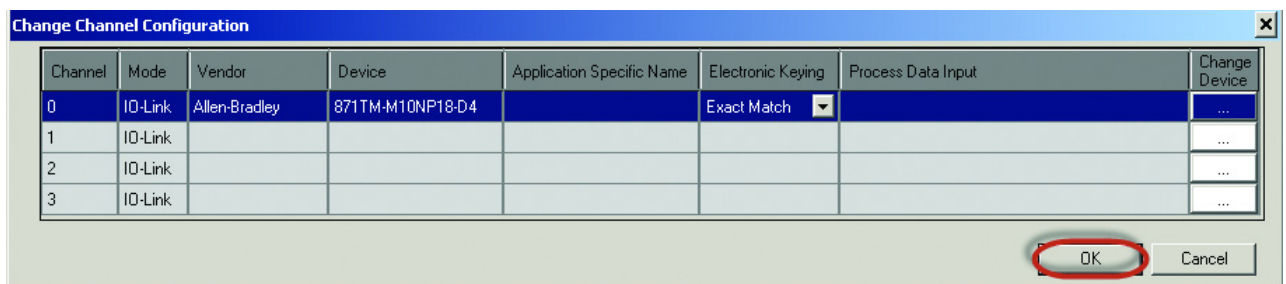 Change Channel Configuration
Channel Mode Vendor Device Application Specific Name Electronic Keying Process Data Input Change Device
0 IO-Link Allen-Bradley 871TM-M10NP18-D4 Exact Match ...
1 IO-Link ...
2 IO-Link ...
3 IO-Link ...
OK Cancel